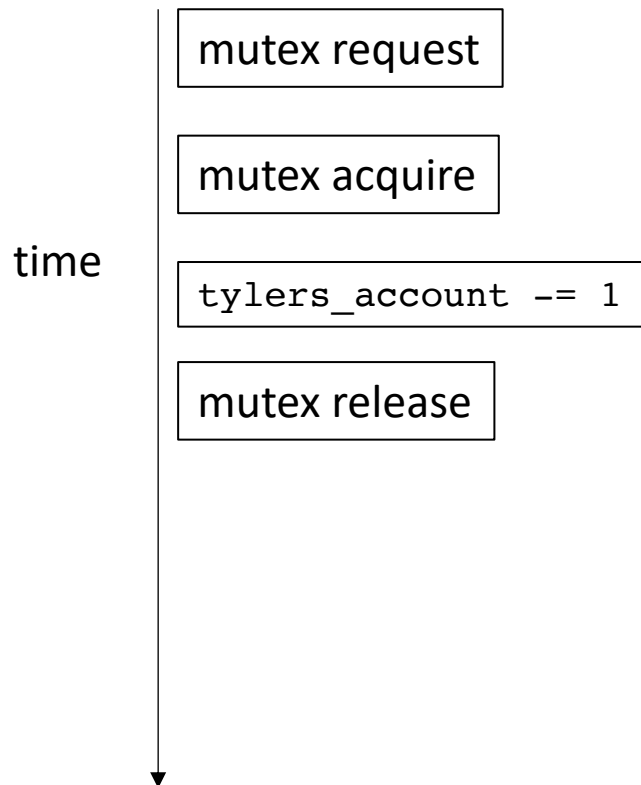 mutex request
mutex acquire
time
tylers_account -= 1
mutex release